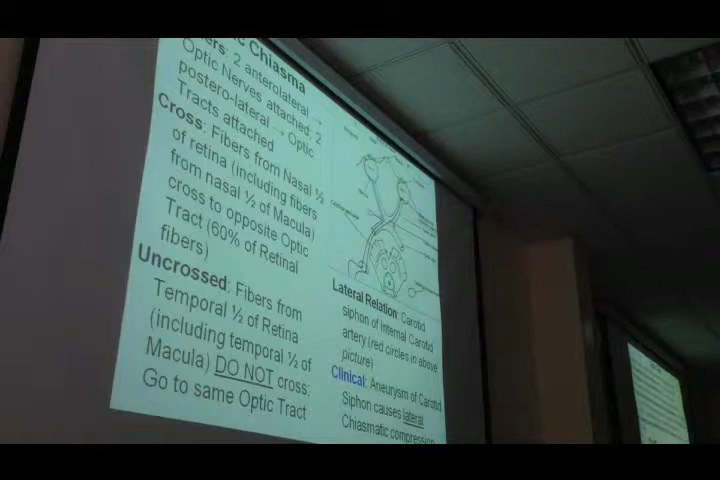 Chiasma
2 anterolateral →
Optic Nerves attached; 2
postero-lateral → Optic
Tracts attached
Cross: Fibers from Nasal ½
of retina (including fibers
from nasal ½ of Macula)
cross to opposite Optic
Tract (60% of Retinal
fibers)
Uncrossed: Fibers from
Temporal ½ of Retina
(including temporal ½ of
Macula) DO NOT cross;
Go to same Optic Tract
Lateral Relation: Carotid
siphon of Internal Carotid
artery (red circles in above
picture)
Clinical: Aneurysm of Carotid
Siphon causes lateral
Chiasmatic compression